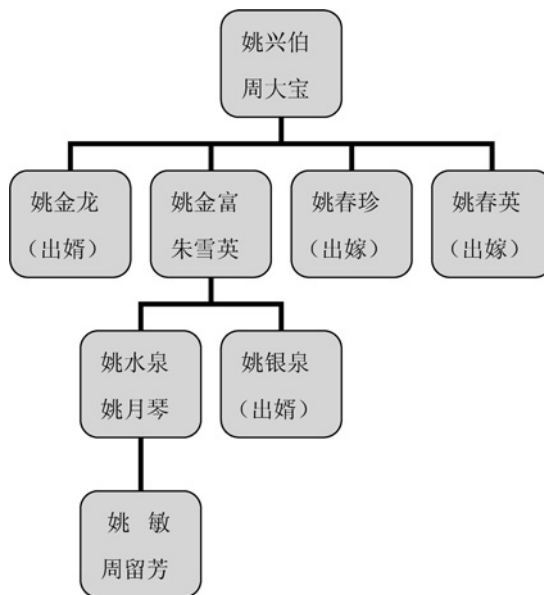 姚兴伯
周大宝
姚金龙
（出婿）
姚金富
朱雪英
姚春珍
（出嫁）
姚春英
（出嫁）
姚水泉
姚月琴
姚银泉
（出婿）
姚 敏
周留芳